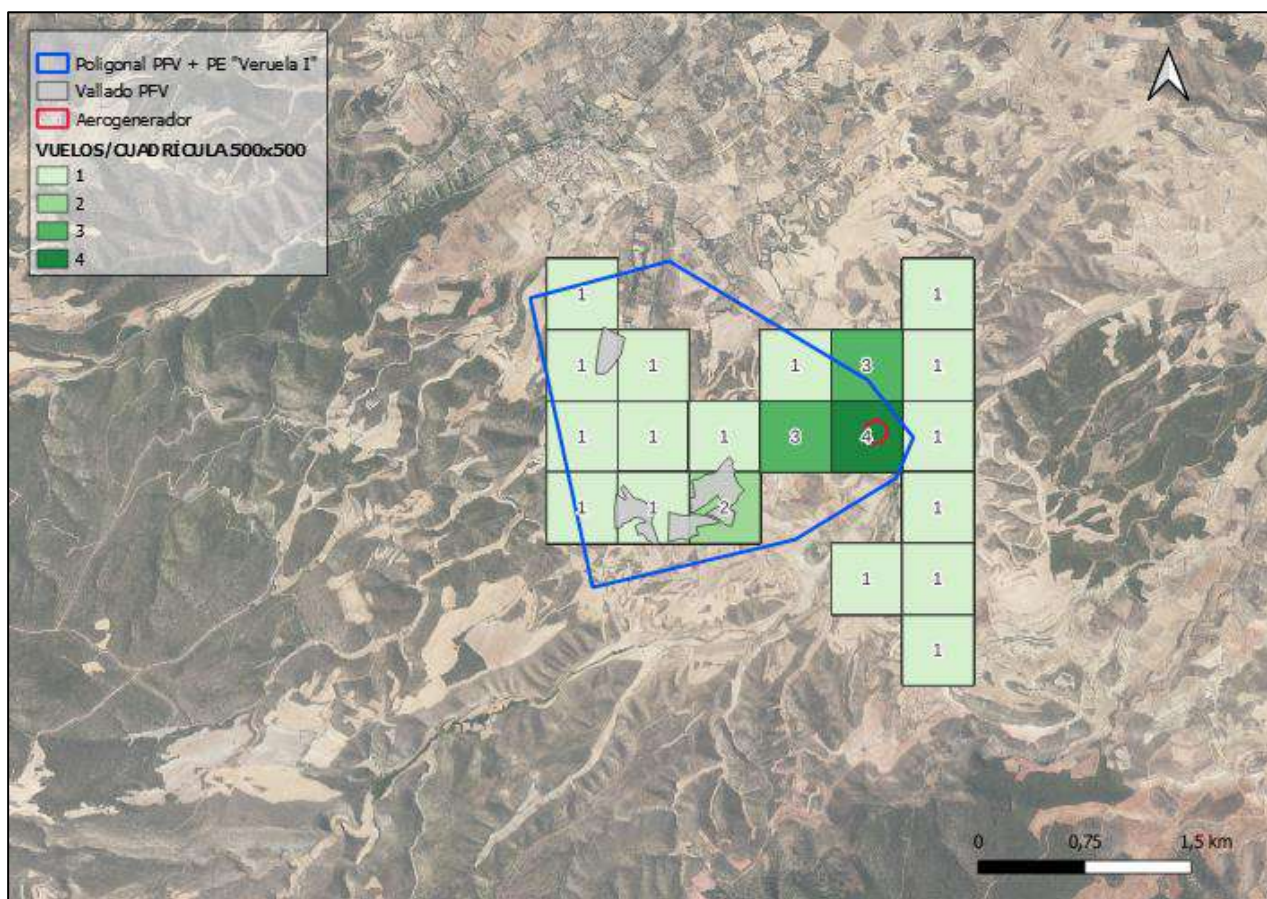 Poligonal PFV + PE "Veruela I"
Vallado PFV
Aerogenerador
VUELOS/CUADRÍCULA 500x500
1
2
3
4
1 1
1 1 1 3 1
1 1 1 3 4 1
1 1 2 1
1 1
1
0 0,75 1,5 km